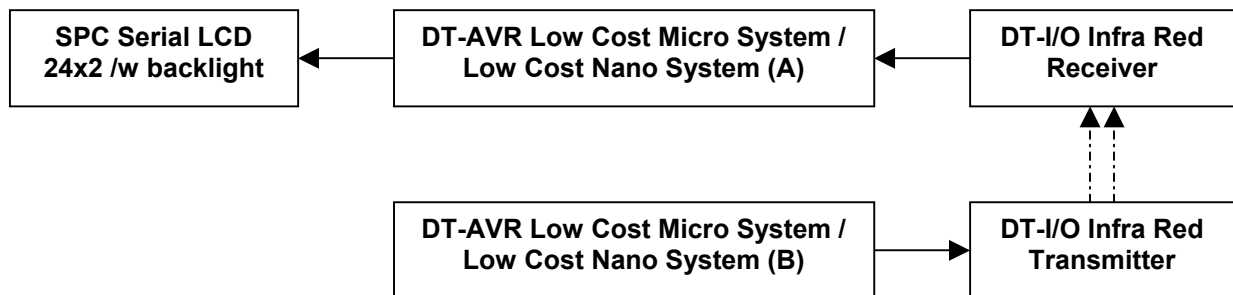 SPC Serial LCD
24x2 /w backlight
DT-AVR Low Cost Micro System /
Low Cost Nano System (A)
DT-I/O Infra Red
Receiver
DT-AVR Low Cost Micro System /
Low Cost Nano System (B)
DT-I/O Infra Red
Transmitter